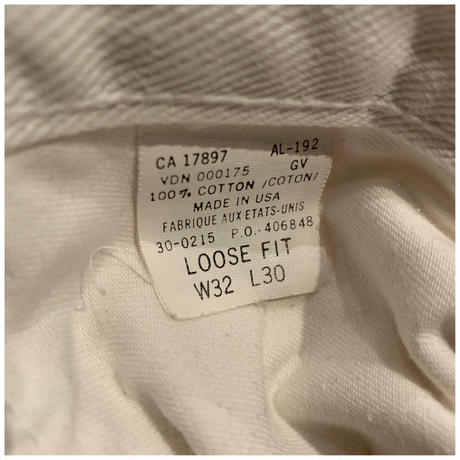 CA 17897 AL-192
VDN 000175 GV
100% COTTON /COTON/
MADE IN USA
FABRIQUE AUX ETATS-UNIS
30-0215 P.O.-406848
LOOSE FIT
W32 L30